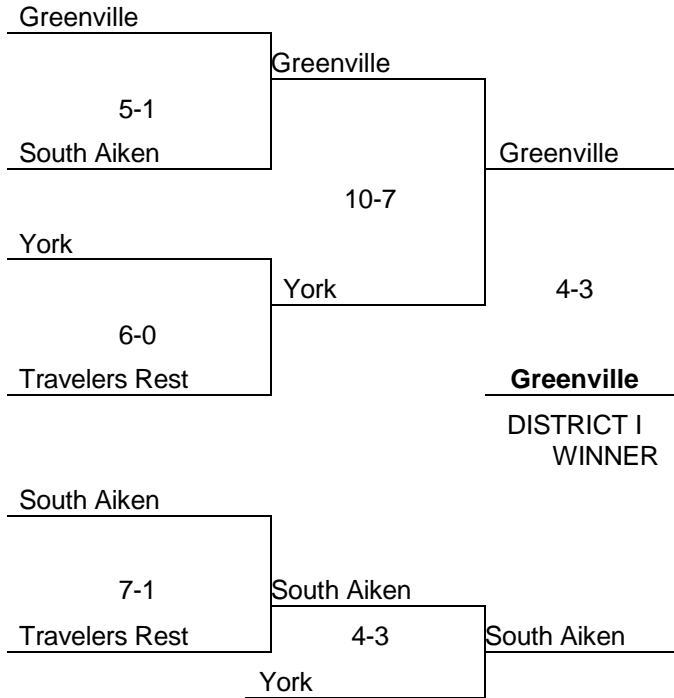 Greenville
Greenville
5-1
South Aiken
Greenville
10-7
York
York
4-3
6-0
Travelers Rest
Greenville
DISTRICT I
WINNER
South Aiken
7-1
South Aiken
Travelers Rest
4-3
South Aiken
York